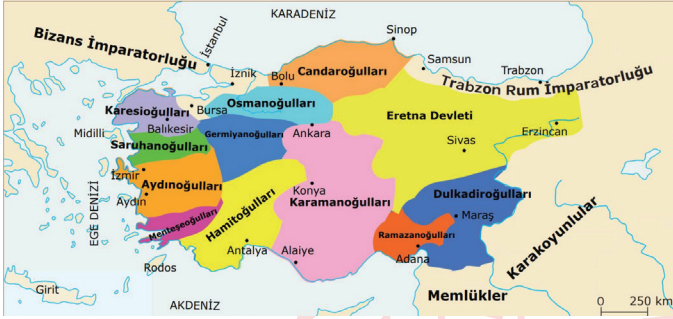 KARADENİZ
Sinop
Bizans İmparatorluğu
İstanbul
Samsun
Trabzon
Candaroğulları
İznik
Bolu
Trabzon Rum İmparatorluğu
Osmanoğulları
Karesioğulları
Bursa
Eretna Devleti
Balıkesir
Midilli
Germiyanoğulları
Ankara
Erzincan
Saruhanoğulları
Sivas
İzmir
Aydınoğulları
Konya
Dulkadiroğulları
Aydın
Karamanoğulları
Hamitoğulları
Maraş
EGE DENİZİ
Menteşeoğulları
Ramazanoğulları
Karakoyunlular
Antalya
Alaiye
Adana
Rodos
Girit
Memlükler
AKDENİZ
0 250 km